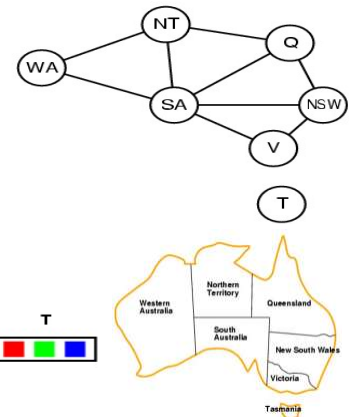 NT
Q
WA
SA
NSW
V
T
T
Northern
Territory
Western
Australia
Queensland
South
Australia
New South Wales
Victoria
Tasmania